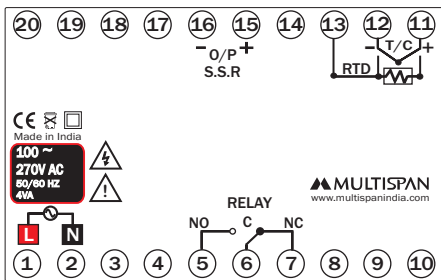 20 19 18 17 16 15 14 13 12 11
- O/P +
S.S.R
- T/C +
RTD
CE
Made in India
100 ~
270V AC
50/60 HZ
4VA
L N
MULTISPAN
www.multispanindia.com
RELAY
NO C NC
1 2 3 4 5 6 7 8 9 10